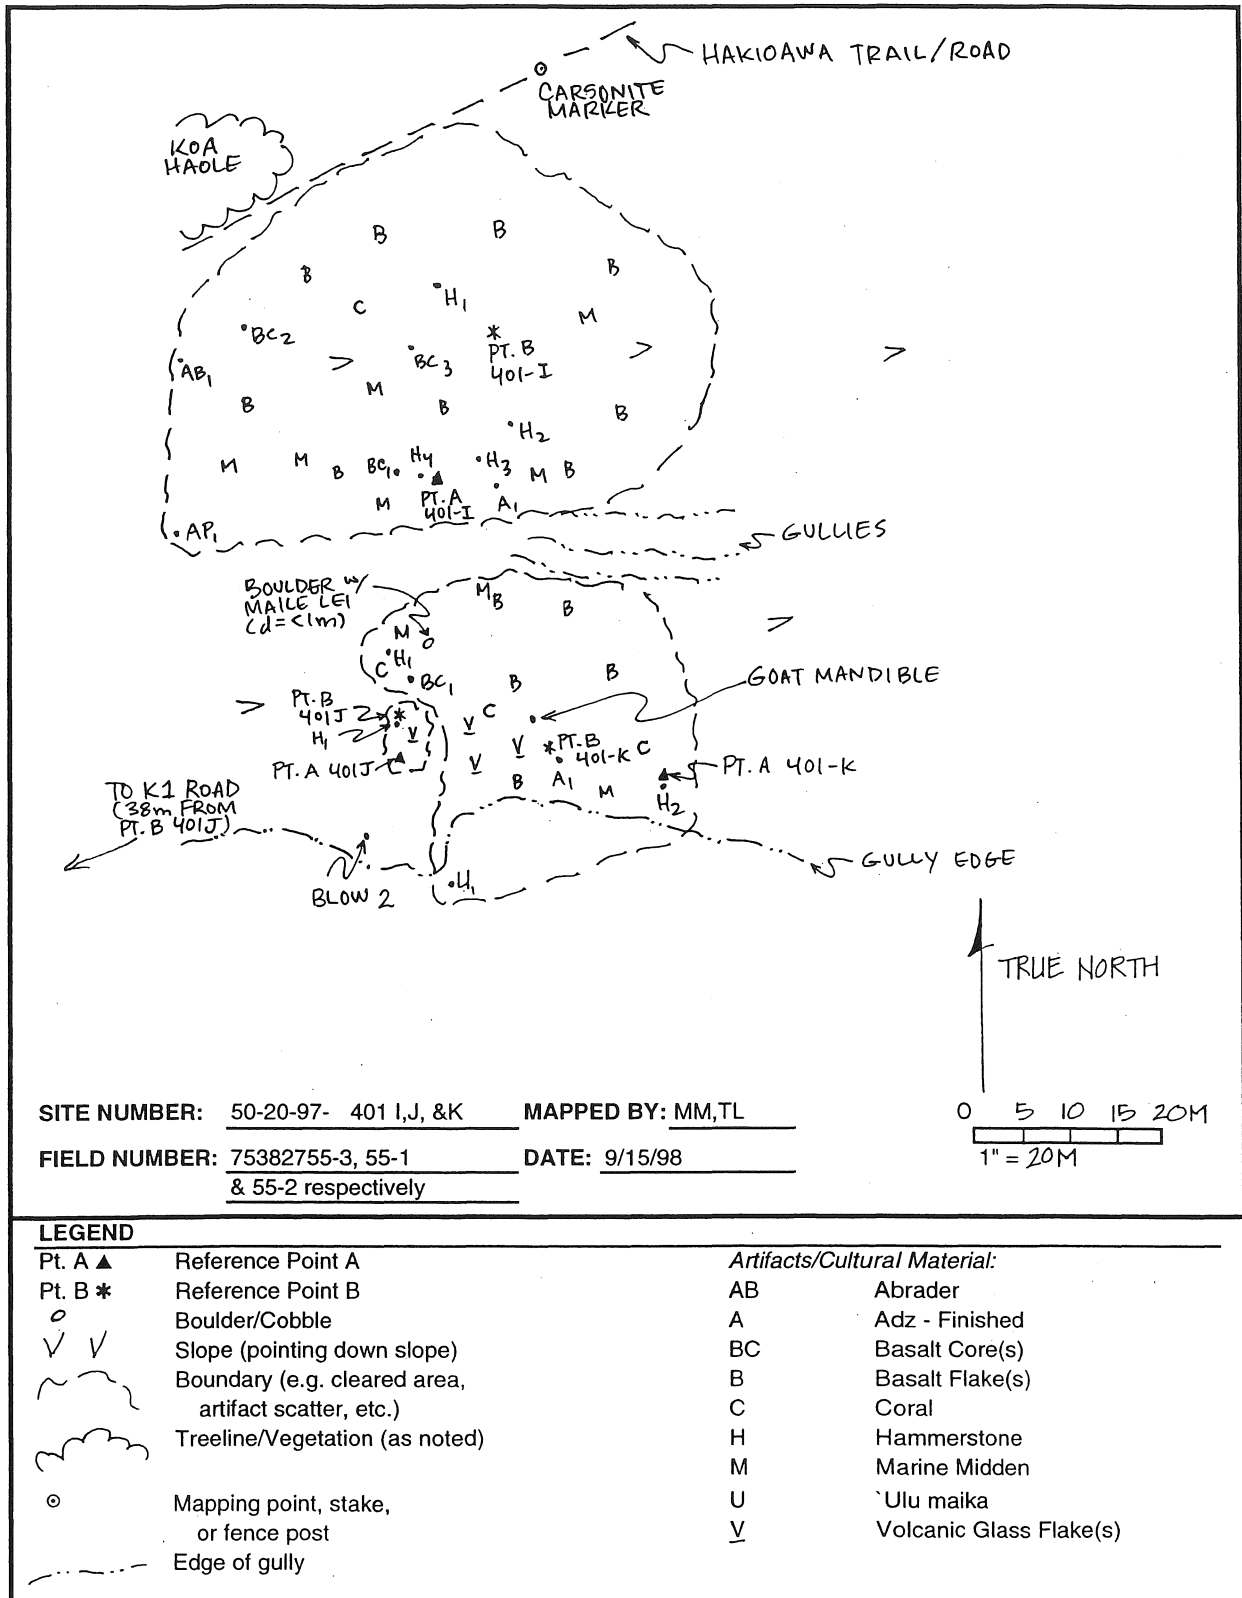 HAKIOAWA TRAIL/ROAD
CARSONITE
MARKER
KOA
HAOLE
B
B
B
B
C
H1
M
BC2
PT. B
401-I
AB1
BC3
M
B
B
B
H2
M
M
B
BC1
H4
H3
M
B
M
PT. A
401-I
A1
AP1
GULLIES
BOULDER w/
MAILE LEI
(d=<1m)
M
B
B
M
H1
C
BC1
B
B
GOAT MANDIBLE
PT. B
401J
H1
V
V
C
V
PT. B
401-K
C
PT. A 401J
V
B
A1
M
PT. A 401-K
H2
TO K1 ROAD
(38m FROM
PT. B 401J)
BLOW 2
U1
GULLY EDGE
TRUE NORTH
SITE NUMBER: 50-20-97- 401 I,J, &K MAPPED BY: MM,TL
FIELD NUMBER: 75382755-3, 55-1 DATE: 9/15/98
& 55-2 respectively
0 5 10 15 20M
1" = 20M
LEGEND
Pt. A ▲ Reference Point A
Pt. B * Reference Point B
Boulder/Cobble
Slope (pointing down slope)
Boundary (e.g. cleared area,
artifact scatter, etc.)
Treeline/Vegetation (as noted)
Mapping point, stake,
or fence post
Edge of gully
Artifacts/Cultural Material:
AB Abrader
A Adz - Finished
BC Basalt Core(s)
B Basalt Flake(s)
C Coral
H Hammerstone
M Marine Midden
U `Ulu maika
V Volcanic Glass Flake(s)